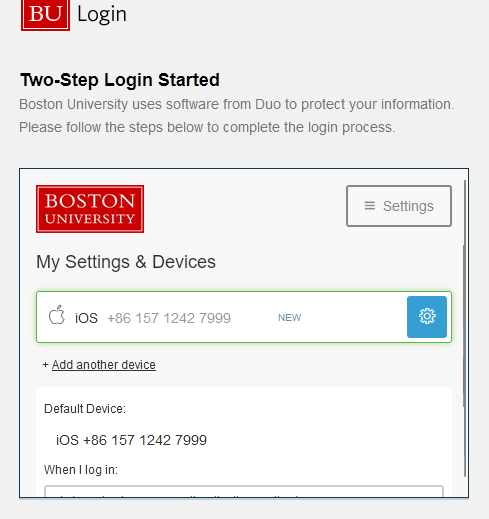 BU Login
Two-Step Login Started
Boston University uses software from Duo to protect your information.
Please follow the steps below to complete the login process.
BOSTON
UNIVERSITY
Settings
My Settings & Devices
iOS +86 157 1242 7999 NEW
+ Add another device
Default Device:
iOS +86 157 1242 7999
When I log in: